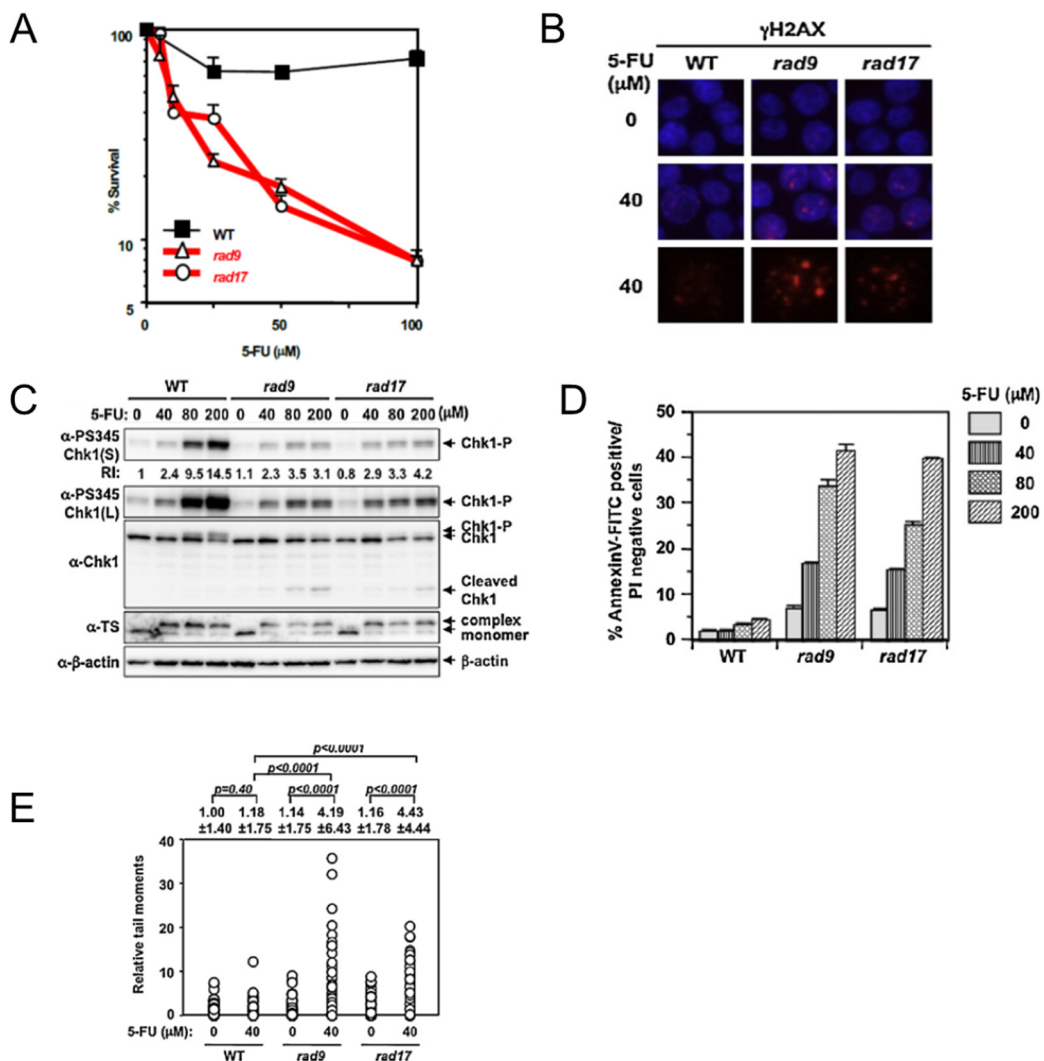 A
100
10
5
% Survival
WT
rad9
rad17
0 50 100
5-FU (μM)
B
γH2AX
5-FU WT rad9 rad17
(μM)
0
40
40
C
WT rad9 rad17
5-FU: 0 40 80 200 0 40 80 200 0 40 80 200 (μM)
α-PS345
Chk1(S)
Chk1-P
RI: 1 2.4 9.5 14.5 1.1 2.3 3.5 3.1 0.8 2.9 3.3 4.2
α-PS345
Chk1(L)
Chk1-P
Chk1-P
Chk1
α-Chk1
Cleaved
Chk1
α-TS
complex
monomer
α-β-actin
β-actin
D
% AnnexinV-FITC positive/
PI negative cells
50
40
30
20
10
0
WT rad9 rad17
5-FU (μM)
0
40
80
200
E
p<0.0001
p<0.0001
p=0.40 p<0.0001 p<0.0001
1.00 1.18 1.14 4.19 1.16 4.43
±1.40 ±1.75 ±1.75 ±6.43 ±1.78 ±4.44
Relative tail moments
40
30
20
10
0
5-FU (μM): 0 40 0 40 0 40
WT rad9 rad17